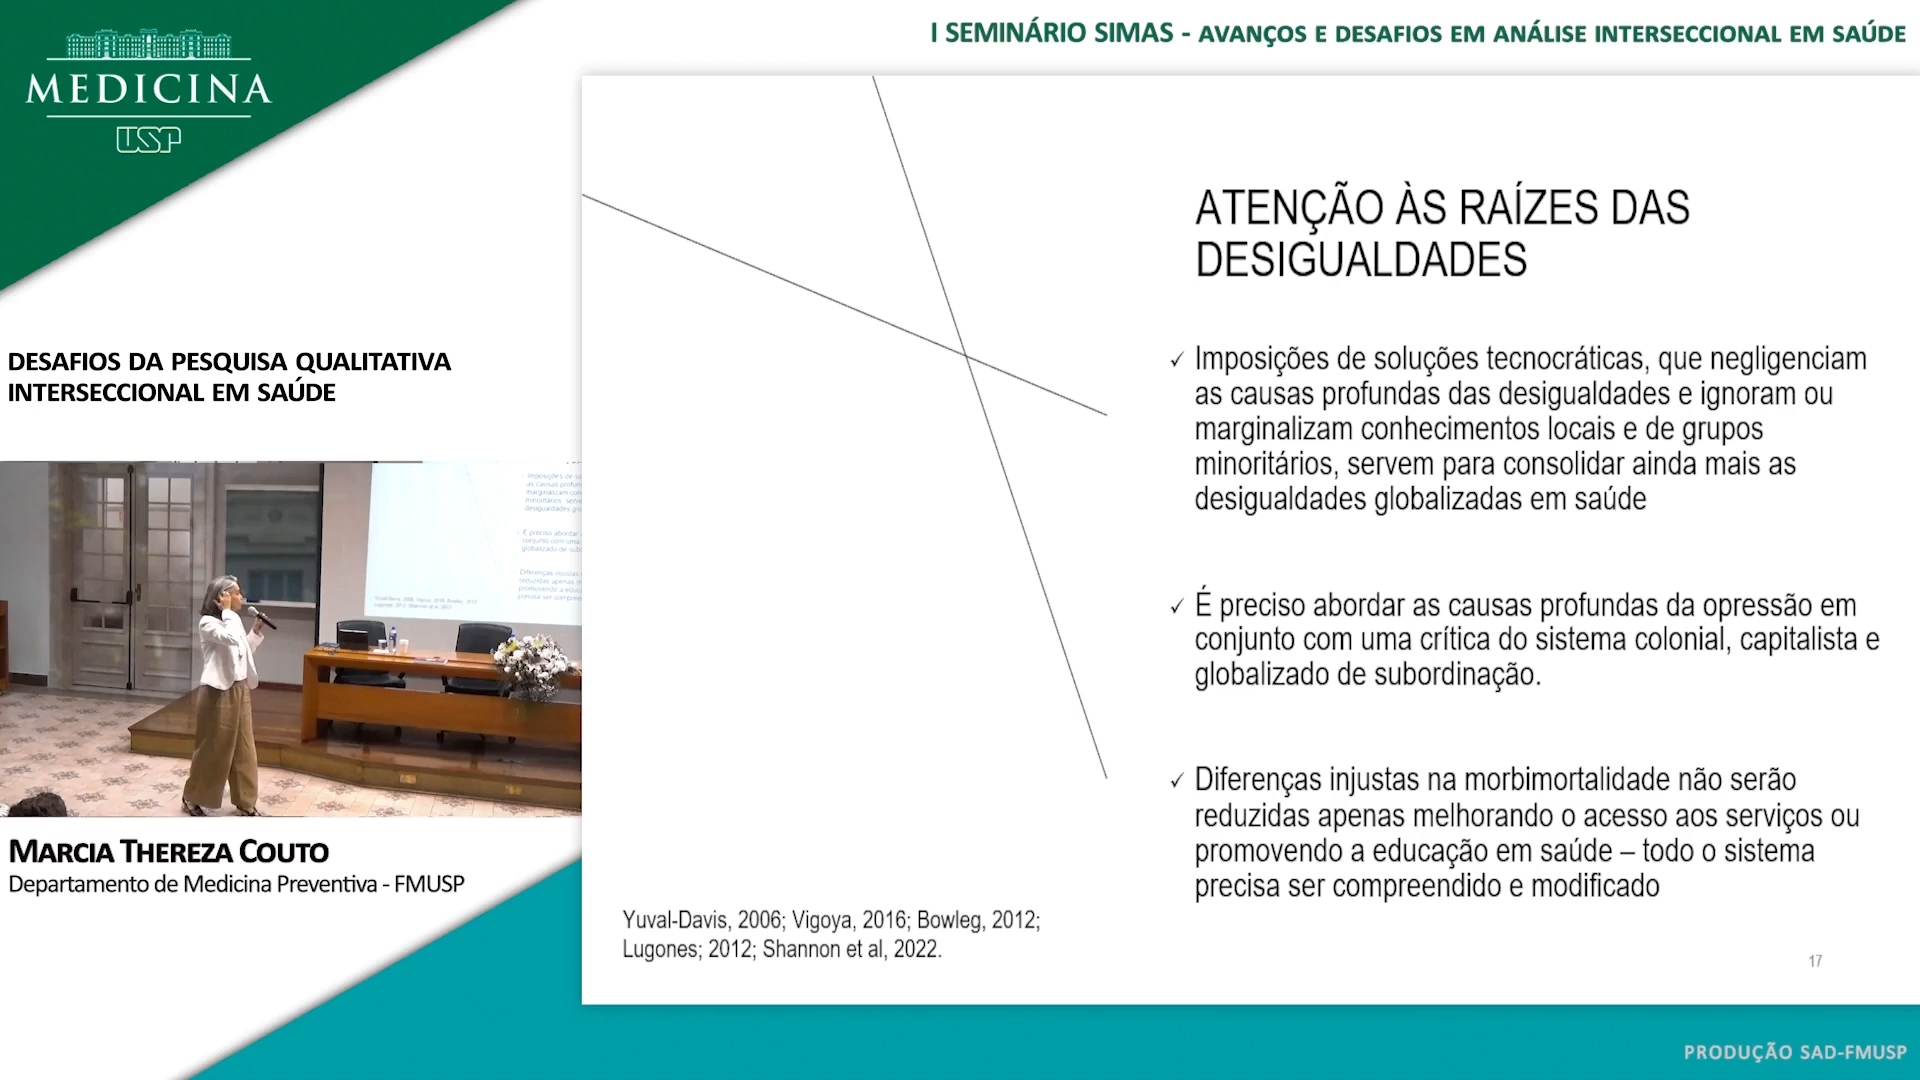 MEDICINA
USP
I SEMINÁRIO SIMAS - AVANÇOS E DESAFIOS EM ANÁLISE INTERSECCIONAL EM SAÚDE
DESAFIOS DA PESQUISA QUALITATIVA
INTERSECCIONAL EM SAÚDE
MARCIA THEREZA COUTO
Departamento de Medicina Preventiva - FMUSP
ATENÇÃO ÀS RAÍZES DAS
DESIGUALDADES
✓ Imposições de soluções tecnocráticas, que negligenciam
as causas profundas das desigualdades e ignoram ou
marginalizam conhecimentos locais e de grupos
minoritários, servem para consolidar ainda mais as
desigualdades globalizadas em saúde
✓ É preciso abordar as causas profundas da opressão em
conjunto com uma crítica do sistema colonial, capitalista e
globalizado de subordinação.
✓ Diferenças injustas na morbimortalidade não serão
reduzidas apenas melhorando o acesso aos serviços ou
promovendo a educação em saúde – todo o sistema
precisa ser compreendido e modificado
Yuval-Davis, 2006; Vigoya, 2016; Bowleg, 2012;
Lugones; 2012; Shannon et al, 2022.
17
PRODUÇÃO SAD-FMUSP